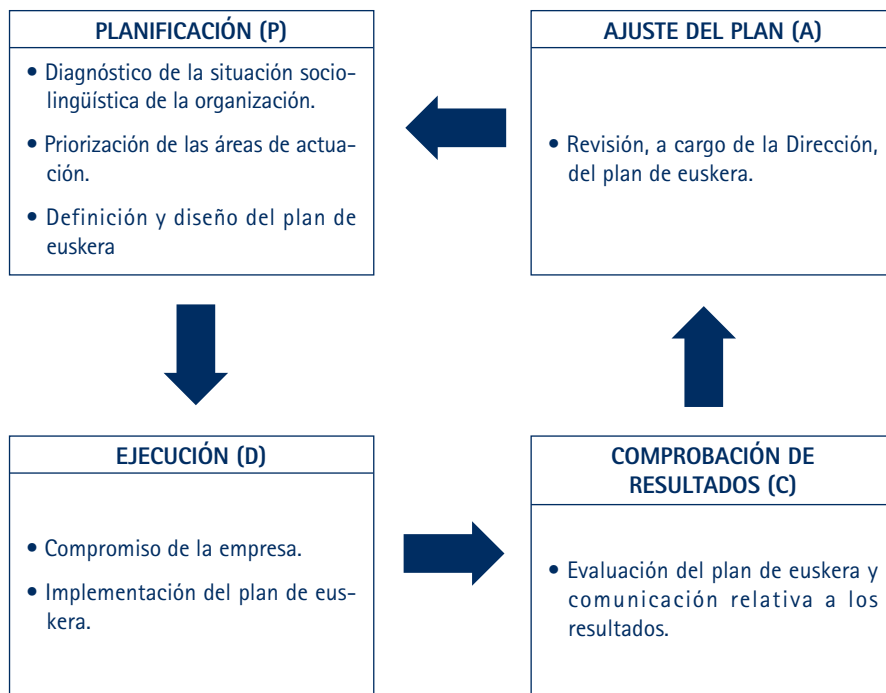 PLANIFICACIÓN (P)
• Diagnóstico de la situación socio-
lingüística de la organización.
• Priorización de las áreas de actua-
ción.
• Definición y diseño del plan de
euskera
AJUSTE DEL PLAN (A)
• Revisión, a cargo de la Dirección,
del plan de euskera.
EJECUCIÓN (D)
• Compromiso de la empresa.
• Implementación del plan de eus-
kera.
COMPROBACIÓN DE
RESULTADOS (C)
• Evaluación del plan de euskera y
comunicación relativa a los
resultados.